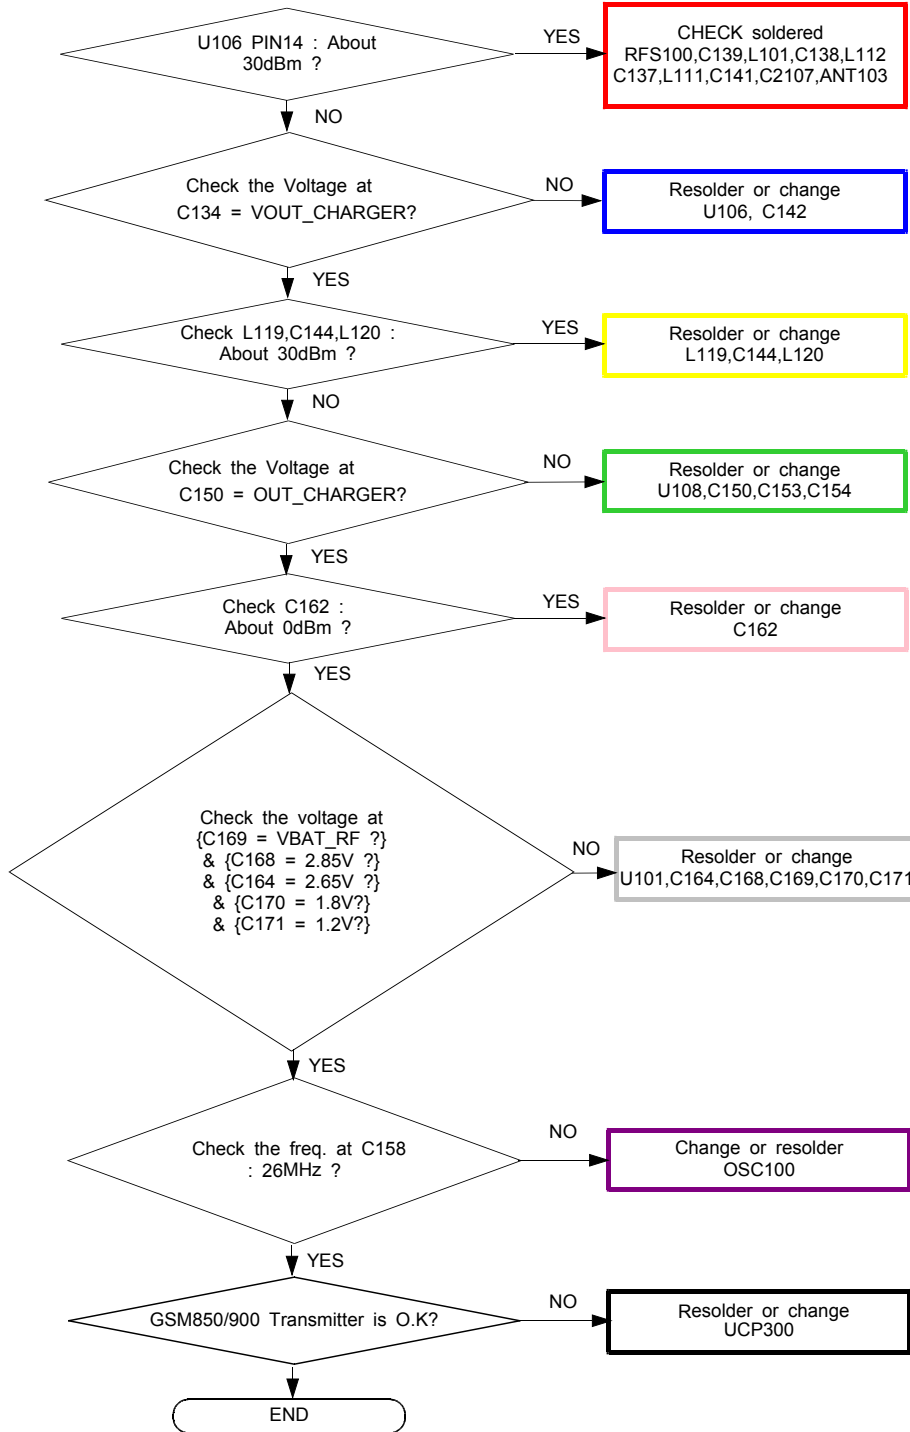 U106 PIN14 : About
30dBm ?
YES
CHECK soldered
RFS100,C139,L101,C138,L112
C137,L111,C141,C2107,ANT103
NO
Check the Voltage at
C134 = VOUT_CHARGER?
NO
Resolder or change
U106, C142
YES
Check L119,C144,L120 :
About 30dBm ?
YES
Resolder or change
L119,C144,L120
NO
Check the Voltage at
C150 = OUT_CHARGER?
NO
Resolder or change
U108,C150,C153,C154
YES
Check C162 :
About 0dBm ?
YES
Resolder or change
C162
YES
Check the voltage at
{C169 = VBAT_RF ?}
& {C168 = 2.85V ?}
& {C164 = 2.65V ?}
& {C170 = 1.8V?}
& {C171 = 1.2V?}
NO
Resolder or change
U101,C164,C168,C169,C170,C171
YES
Check the freq. at C158
: 26MHz ?
NO
Change or resolder
OSC100
YES
GSM850/900 Transmitter is O.K?
NO
Resolder or change
UCP300
YES
END